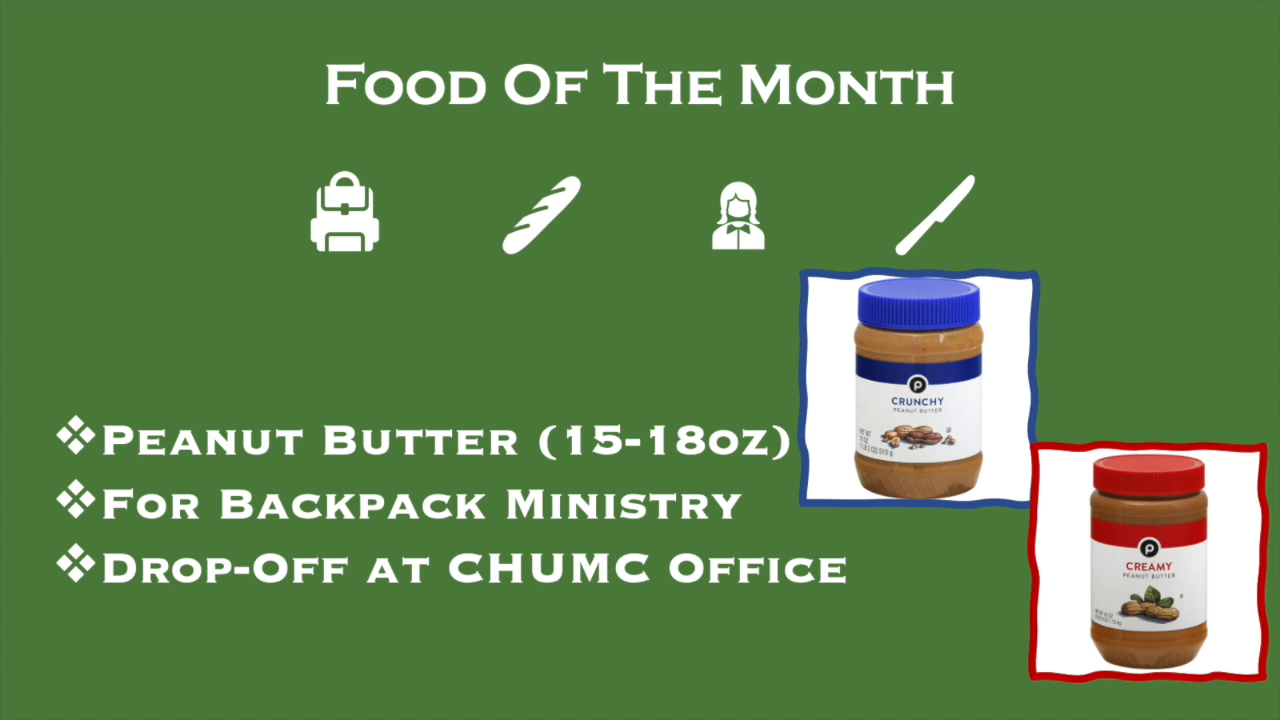 Food Of The Month
❖Peanut Butter (15-18oz)
❖For Backpack Ministry
❖Drop-Off at CHUMC Office
P
CRUNCHY
PEANUT BUTTER
P
CREAMY
PEANUT BUTTER